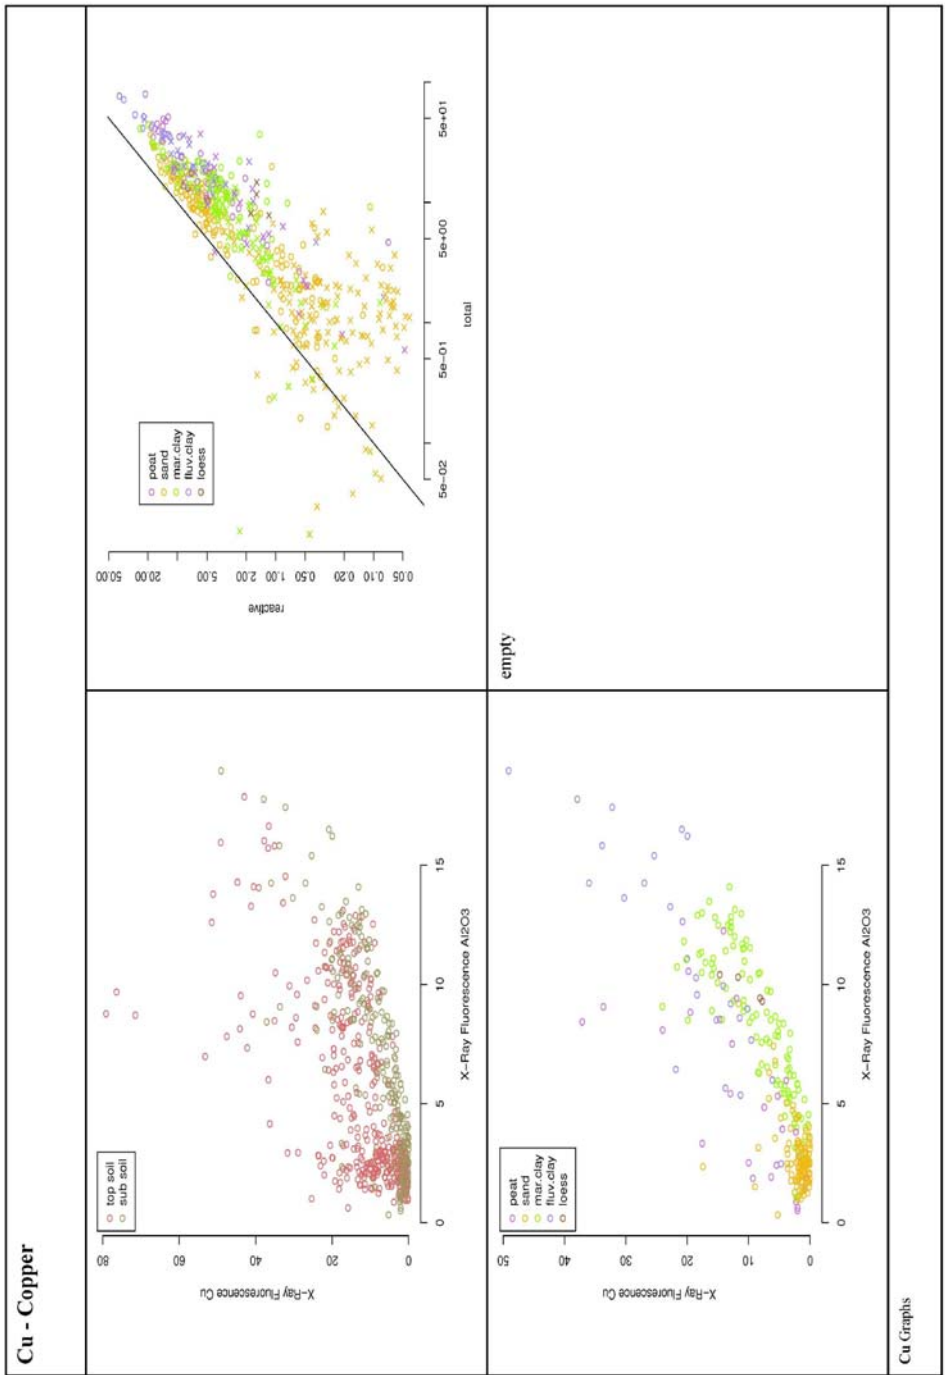 Cu - Copper
80
60
40
20
0
X-Ray Fluorescence Cu
top soil
sub soil
0
5
10
15
X-Ray Fluorescence Al2O3
50.00
20.00
5.00
2.00
1.00
0.50
0.20
0.10
0.05
reactive
peat
sand
mar.clay
fluv.clay
loess
5e-02
5e-01
5e+00
5e+01
total
50
40
30
20
10
0
X-Ray Fluorescence Cu
peat
sand
mar.clay
fluv.clay
loess
0
5
10
15
X-Ray Fluorescence Al2O3
empty
Cu Graphs